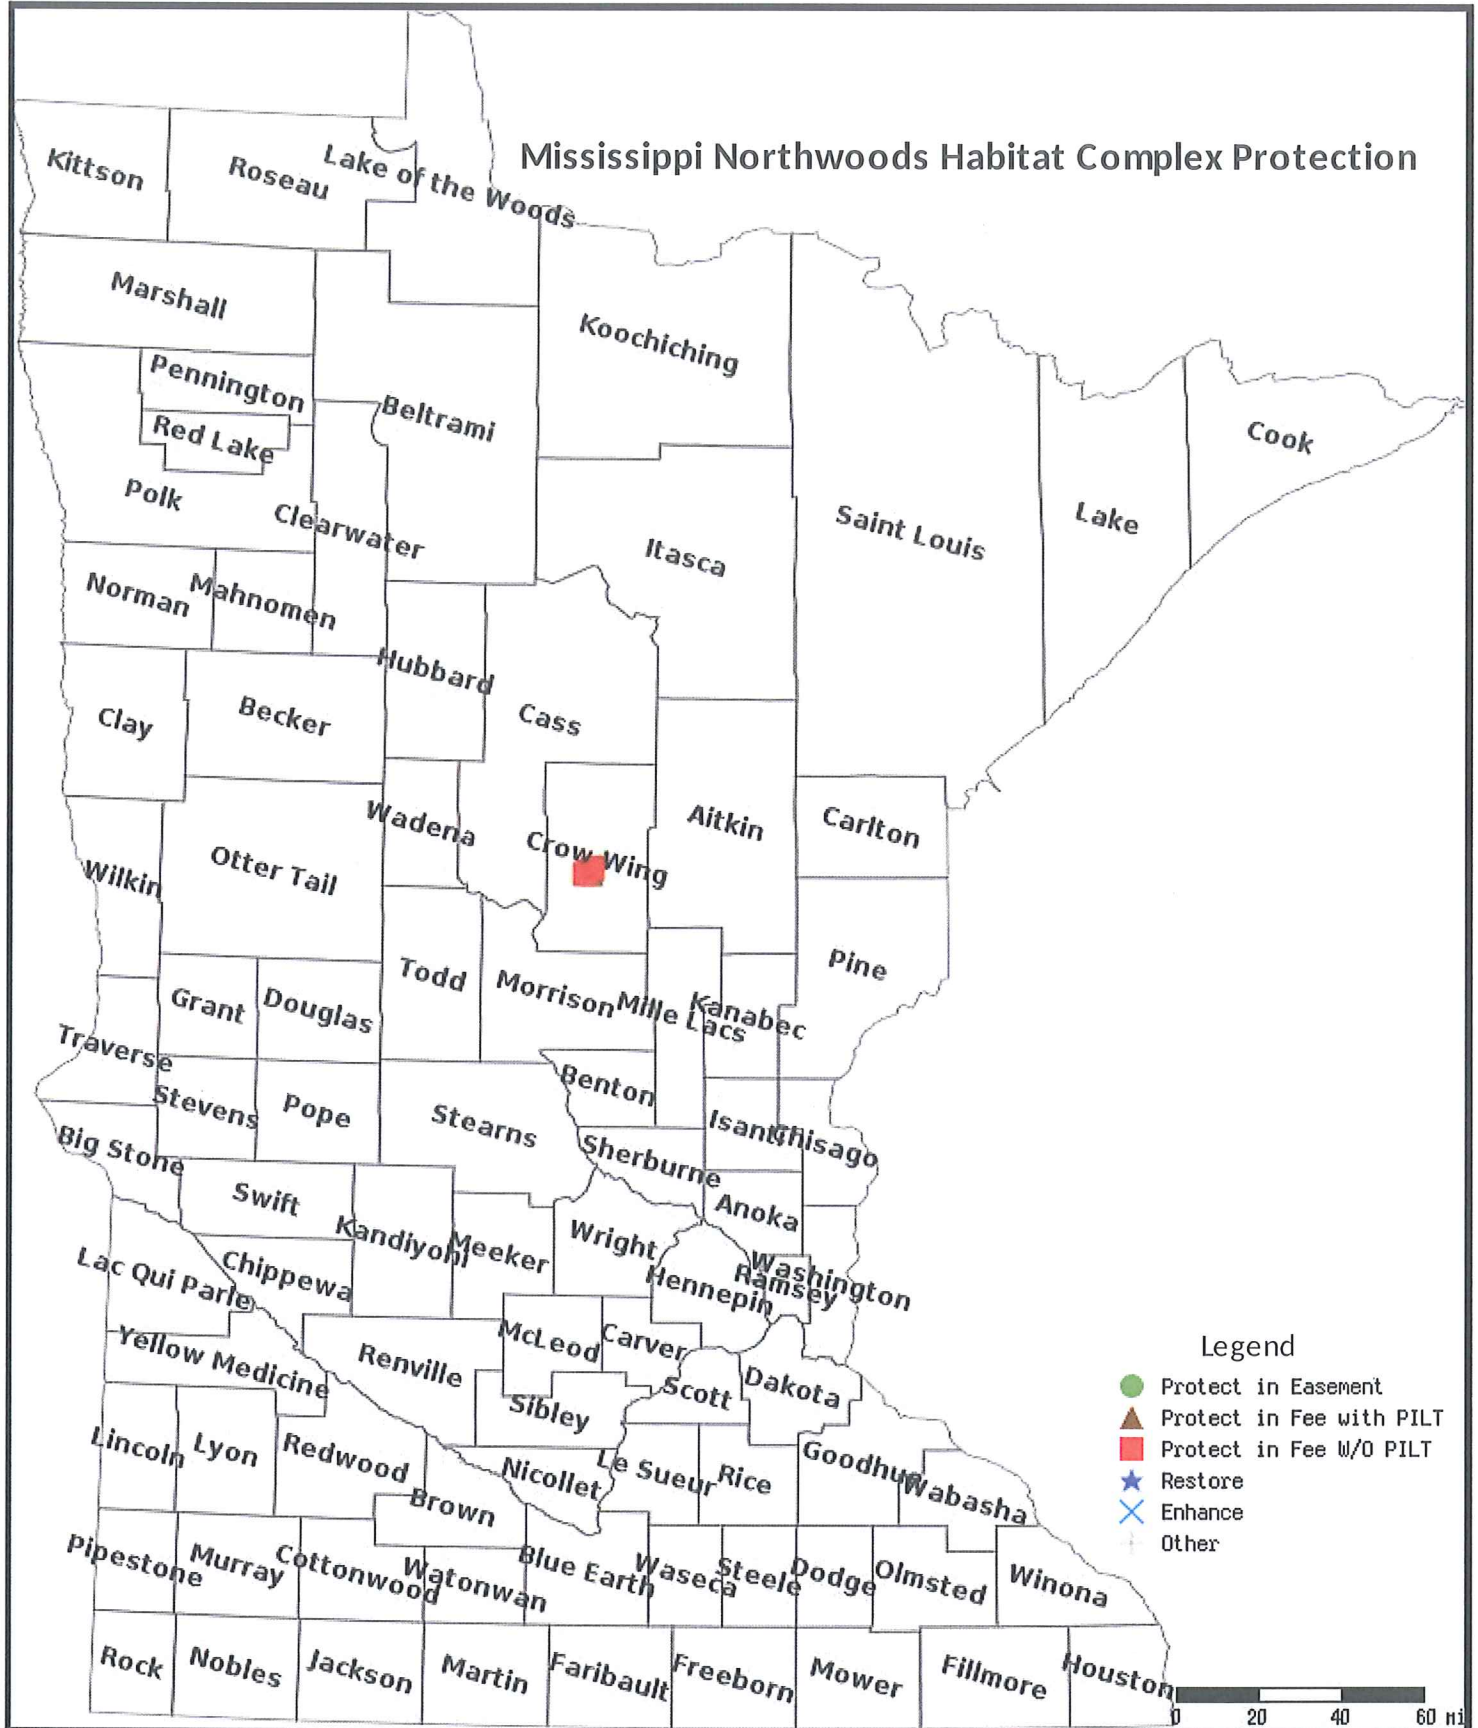 Mississippi Northwoods Habitat Complex Protection
Kittson
Roseau
Lake of the Woods
Marshall
Koochiching
Pennington
Beltrami
Red Lake
Cook
Polk
Clearwater
Saint Louis
Lake
Itasca
Norman
Mahnomen
Hubbard
Clay
Becker
Cass
Wadena
Aitkin
Carlton
Otter Tail
Wilkin
Crow Wing
Pine
Todd
Morrison
Mille Lacs
Kanabec
Grant
Douglas
Traverse
Stevens
Pope
Stearns
Benton
Isanti
Chisago
Big Stone
Sherburne
Swift
Anoka
Kandiyohi
Meeker
Wright
Lac Qui Parle
Chippewa
Hennepin
Ramsey
Washington
Yellow Medicine
Renville
McLeod
Carver
Scott
Dakota
Sibley
Lincoln
Lyon
Redwood
Nicollet
Le Sueur
Rice
Goodhue
Wabasha
Brown
Pipestone
Murray
Cottonwood
Watonwan
Blue Earth
Waseca
Steele
Dodge
Olmsted
Winona
Rock
Nobles
Jackson
Martin
Faribault
Freeborn
Mower
Fillmore
Houston
Legend
Protect in Easement
Protect in Fee with PILT
Protect in Fee W/O PILT
Restore
Enhance
Other
0 20 40 60 Mi